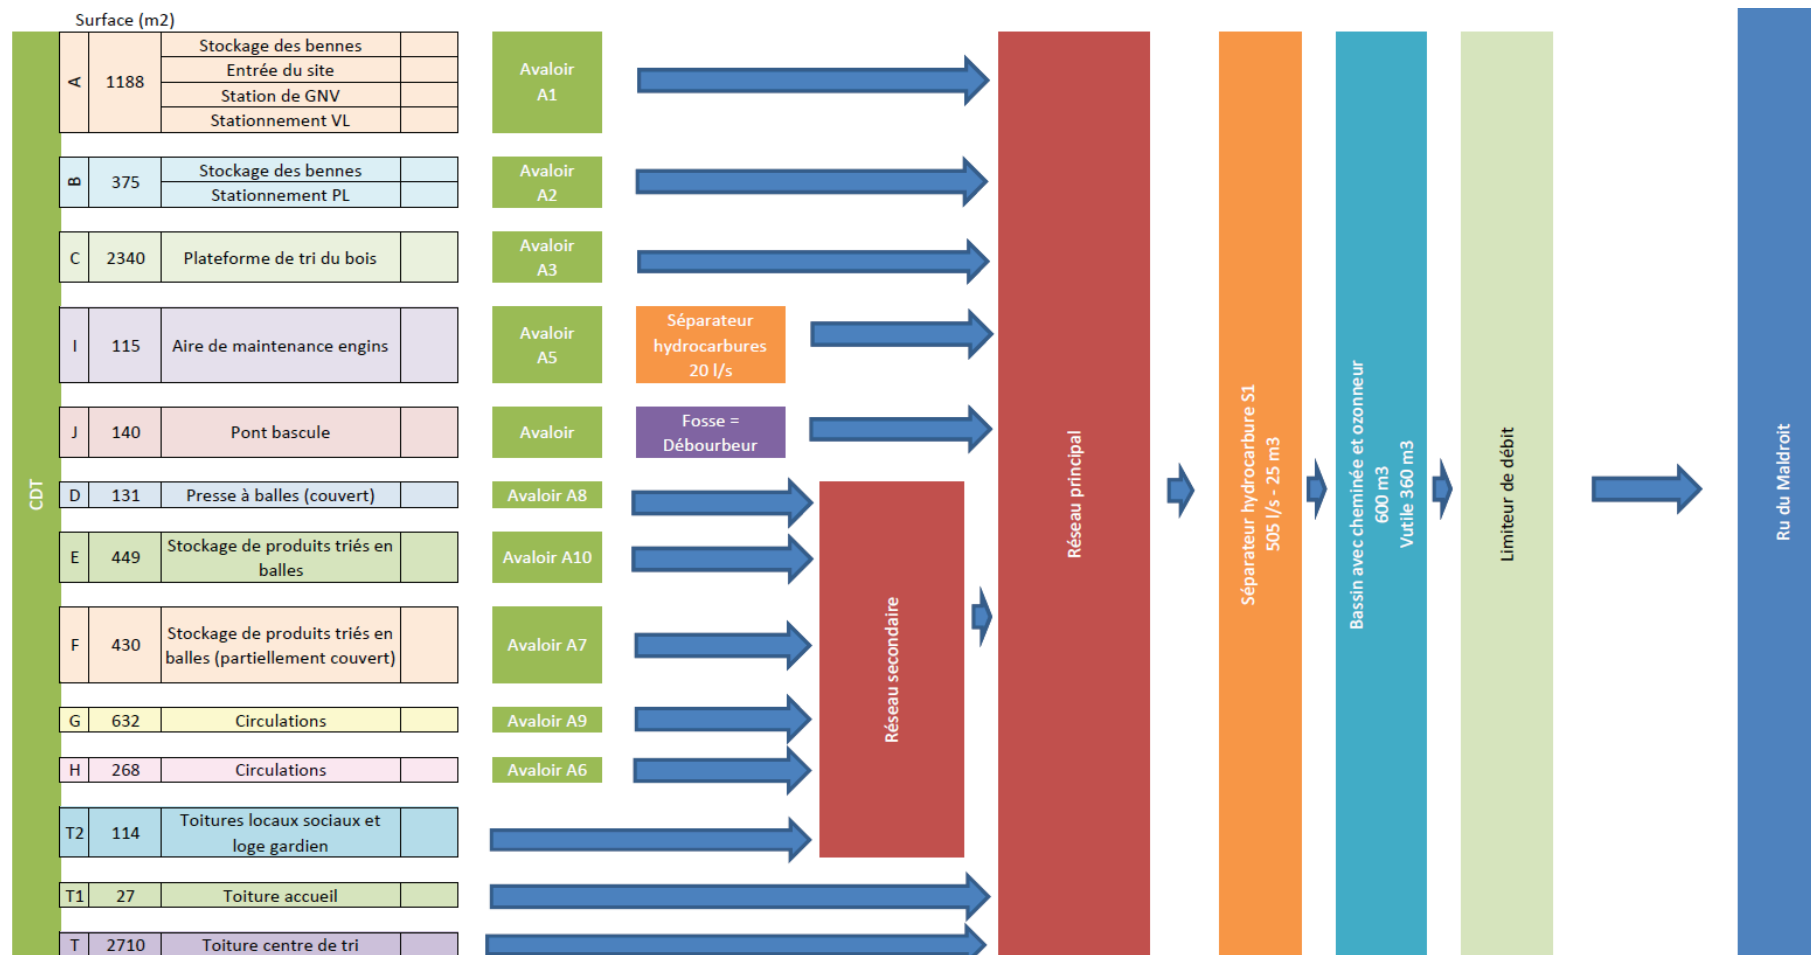 Surface (m2)
CDT
A
1188
Stockage des bennes
Entrée du site
Station de GNV
Stationnement VL
Avaloir
A1
B
375
Stockage des bennes
Stationnement PL
Avaloir
A2
C
2340
Plateforme de tri du bois
Avaloir
A3
I
115
Aire de maintenance engins
Avaloir
A5
Séparateur
hydrocarbures
20 l/s
J
140
Pont bascule
Avaloir
Fosse =
Débourbeur
D
131
Presse à balles (couvert)
Avaloir A8
E
449
Stockage de produits triés en
balles
Avaloir A10
F
430
Stockage de produits triés en
balles (partiellement couvert)
Avaloir A7
G
632
Circulations
Avaloir A9
H
268
Circulations
Avaloir A6
T2
114
Toitures locaux sociaux et
loge gardien
T1
27
Toiture accueil
T
2710
Toiture centre de tri
Réseau secondaire
Réseau principal
Séparateur hydrocarbure S1
505 l/s - 25 m3
Bassin avec cheminée et ozonneur
600 m3
Vutile 360 m3
Limiteur de débit
Ru du Maldroit